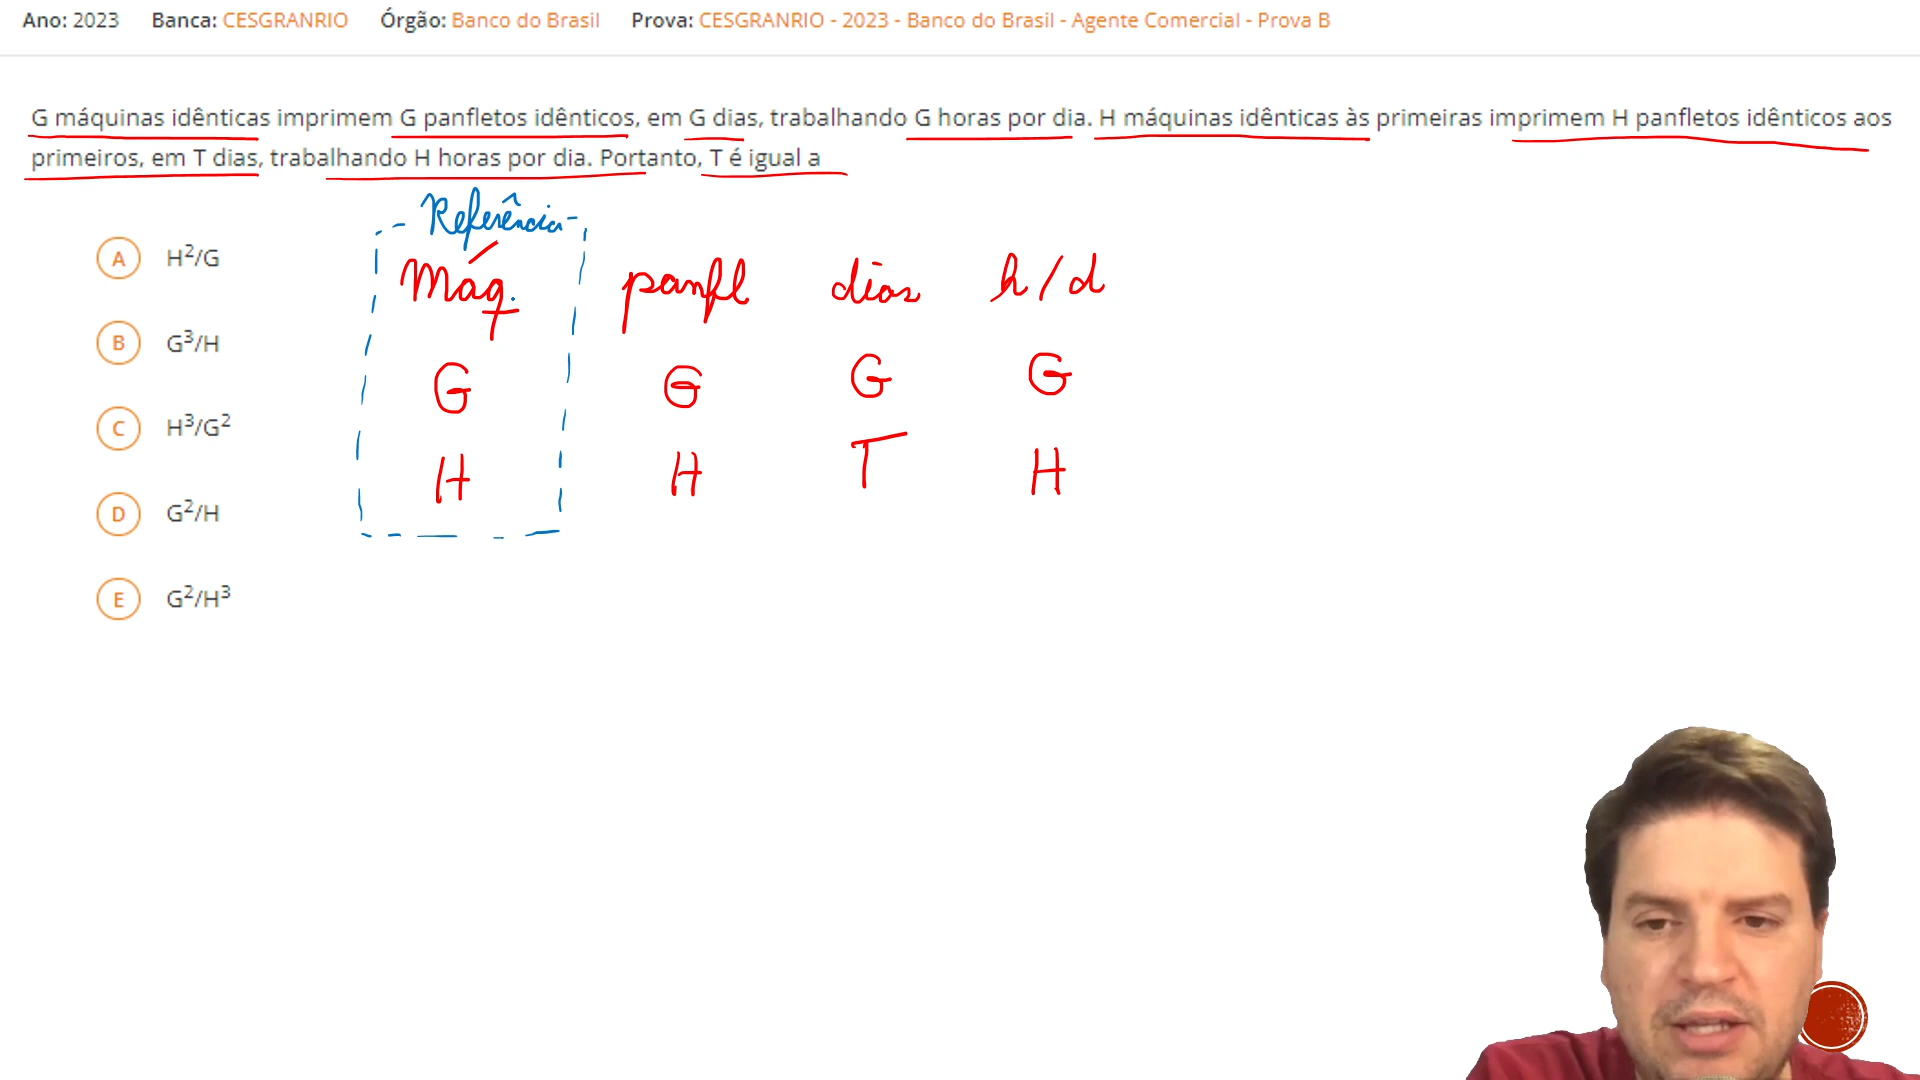 Ano: 2023 Banca: CESGRANRIO Órgão: Banco do Brasil Prova: CESGRANRIO - 2023 - Banco do Brasil - Agente Comercial - Prova B
G máquinas idênticas imprimem G panfletos idênticos, em G dias, trabalhando G horas por dia. H máquinas idênticas às primeiras imprimem H panfletos idênticos aos
primeiros, em T dias, trabalhando H horas por dia. Portanto, T é igual a
A H²/G
B G³/H
C H³/G²
D G²/H
E G²/H³
Referência
Máq. panfl dias h/d
G G G G
H H T H